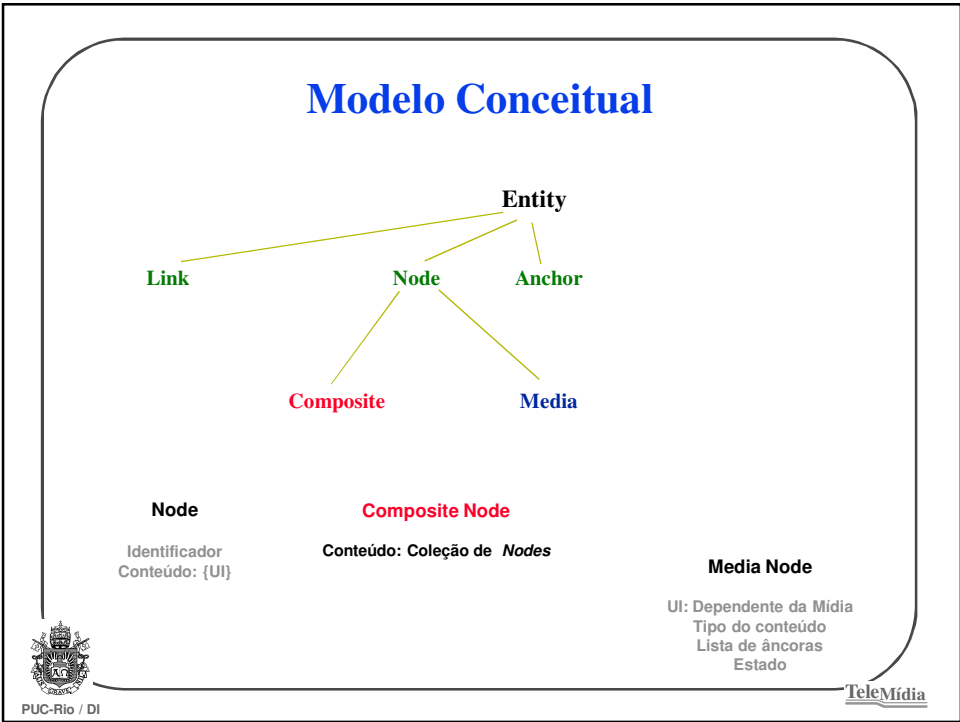 Modelo Conceitual
Entity
Link Node Anchor
Composite Media
Node
Identificador
Conteúdo: {UI}
Composite Node
Conteúdo: Coleção de Nodes
Media Node
UI: Dependente da Mídia
Tipo do conteúdo
Lista de âncoras
Estado
PUC-Rio / DI
TeleMídia